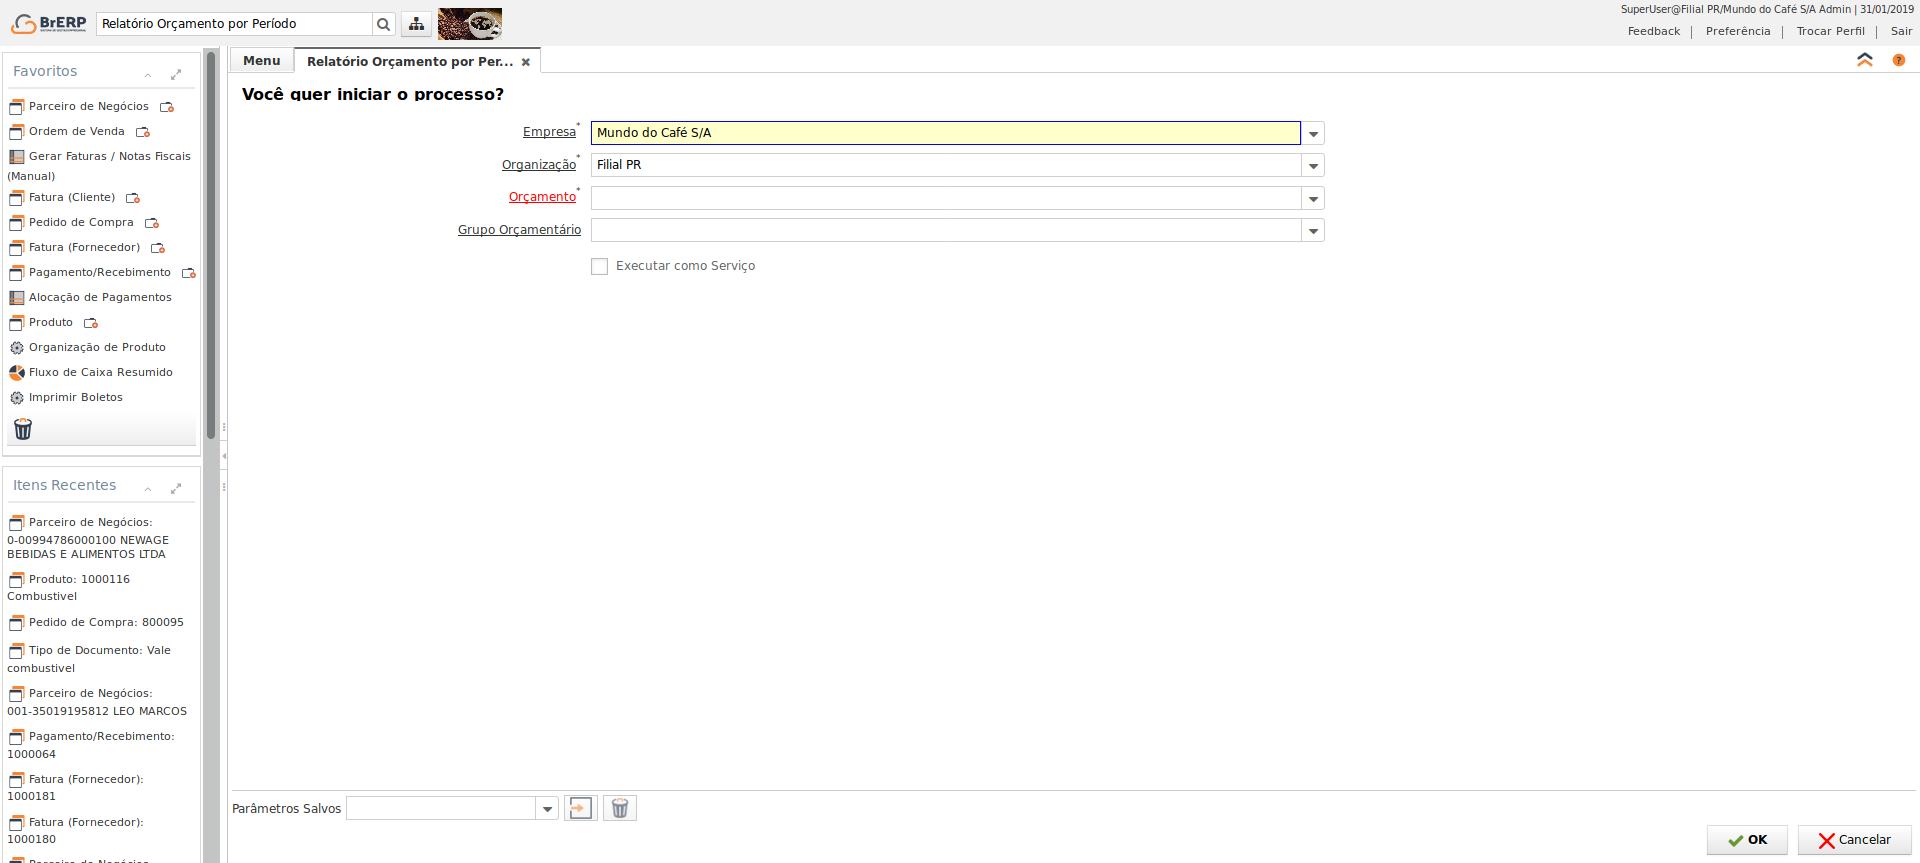 BrERP
Relatório Orçamento por Período
SuperUser@Filial PR/Mundo do Café S/A Admin | 31/01/2019
Feedback | Preferência | Trocar Perfil | Sair
Favoritos
Parceiro de Negócios
Ordem de Venda
Gerar Faturas / Notas Fiscais
(Manual)
Fatura (Cliente)
Pedido de Compra
Fatura (Fornecedor)
Pagamento/Recebimento
Alocação de Pagamentos
Produto
Organização de Produto
Fluxo de Caixa Resumido
Imprimir Boletos
Itens Recentes
Parceiro de Negócios:
0-00994786000100 NEWAGE
BEBIDAS E ALIMENTOS LTDA
Produto: 1000116
Combustivel
Pedido de Compra: 800095
Tipo de Documento: Vale
combustivel
Parceiro de Negócios:
001-35019195812 LEO MARCOS
Pagamento/Recebimento:
1000064
Fatura (Fornecedor):
1000181
Fatura (Fornecedor):
1000180
Parceiro de Negócios
Menu
Relatório Orçamento por Per...
?
Você quer iniciar o processo?
Empresa* Mundo do Café S/A
Organização* Filial PR
Orçamento*
Grupo Orçamentário
Executar como Serviço
Parâmetros Salvos
OK
Cancelar